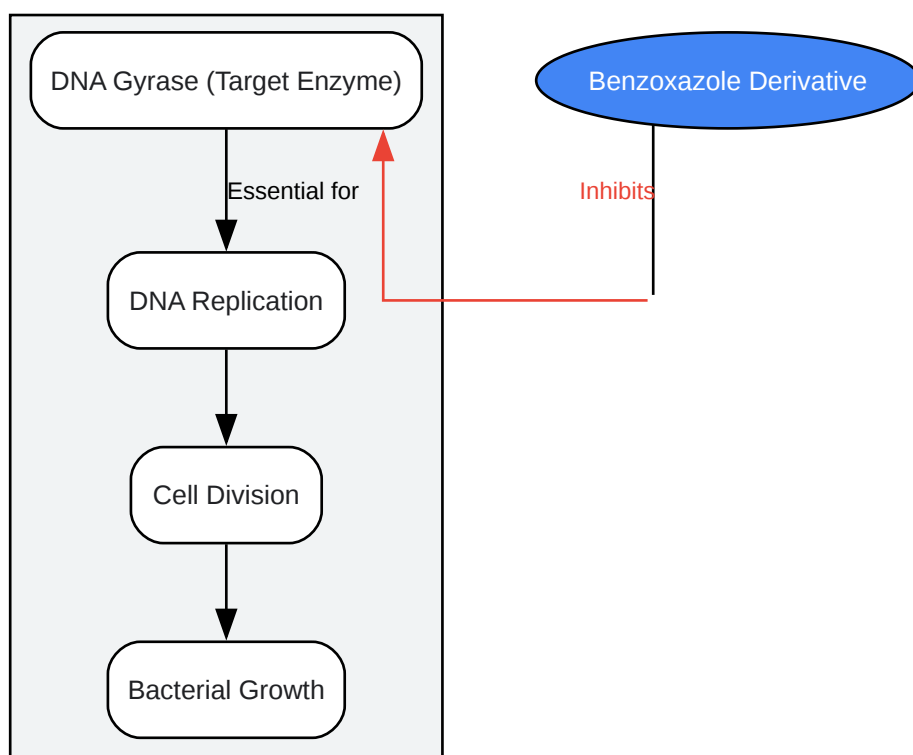 DNA Gyrase (Target Enzyme)
Benzoxazole Derivative
Essential for
Inhibits
DNA Replication
Cell Division
Bacterial Growth